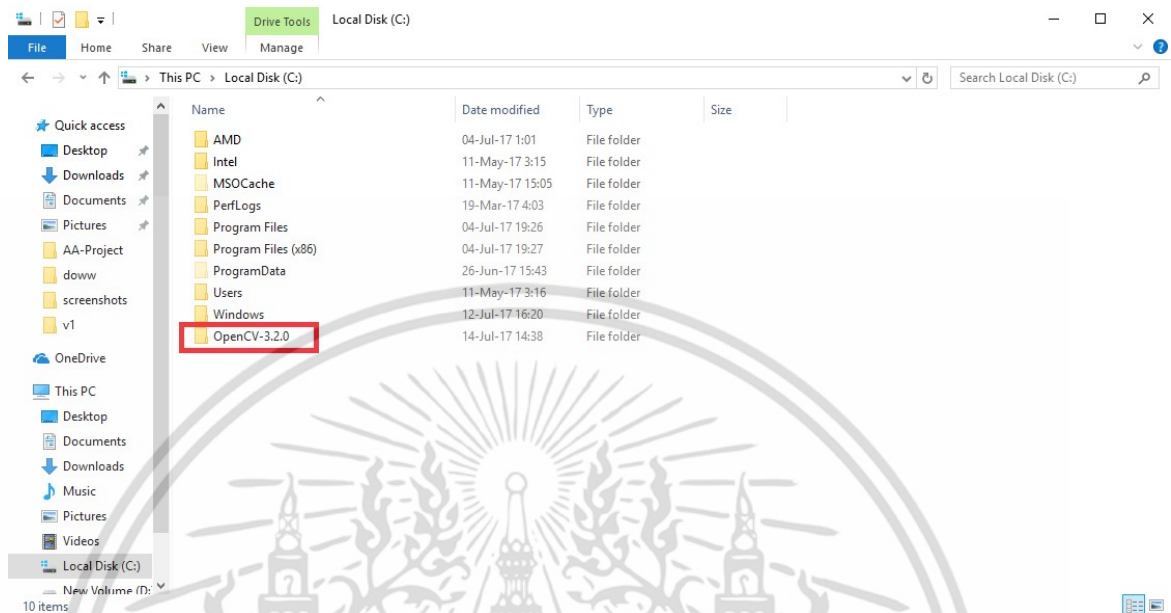 Drive Tools Local Disk (C:)
File Home Share View Manage
This PC Local Disk (C:) Search Local Disk (C:)
Name Date modified Type Size
Quick access
Desktop
Downloads
Documents
Pictures
AA-Project
doww
screenshots
v1
OneDrive
This PC
Desktop
Documents
Downloads
Music
Pictures
Videos
Local Disk (C:)
New Volume (D:
AMD 04-Jul-17 1:01 File folder
Intel 11-May-17 3:15 File folder
MSOCache 11-May-17 15:05 File folder
PerfLogs 19-Mar-17 4:03 File folder
Program Files 04-Jul-17 19:26 File folder
Program Files (x86) 04-Jul-17 19:27 File folder
ProgramData 26-Jun-17 15:43 File folder
Users 11-May-17 3:16 File folder
Windows 12-Jul-17 16:20 File folder
OpenCV-3.2.0 14-Jul-17 14:38 File folder
10 items